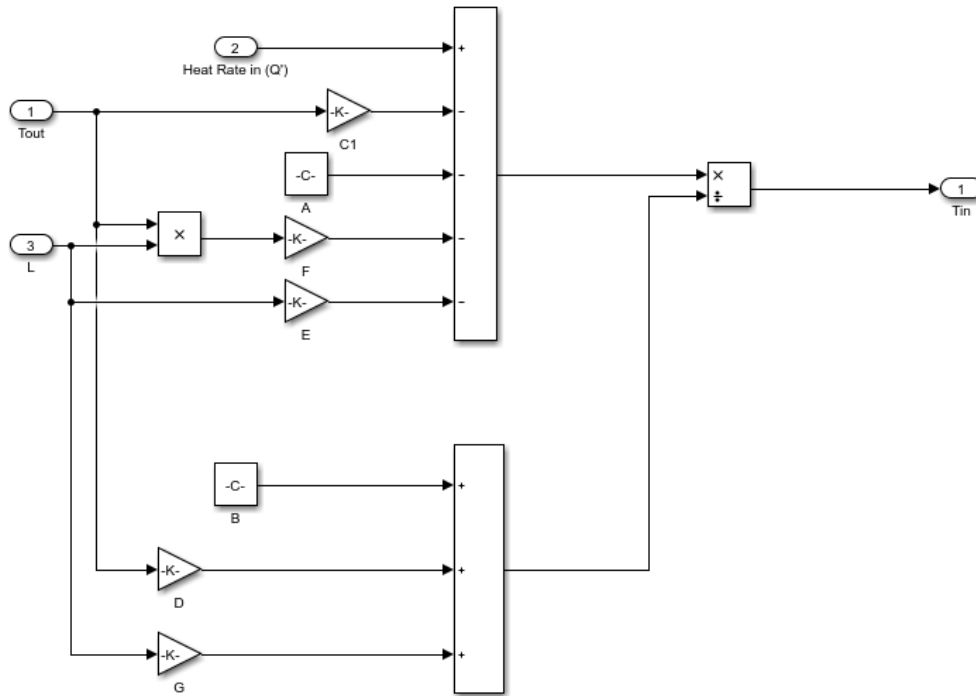 2
+
Heat Rate in (Q')
1
Tout
-K-
−
C1
-C-
−
A
×
÷
1
Tin
3
L
×
-K-
−
F
-K-
−
E
-C-
+
B
-K-
+
D
-K-
+
G